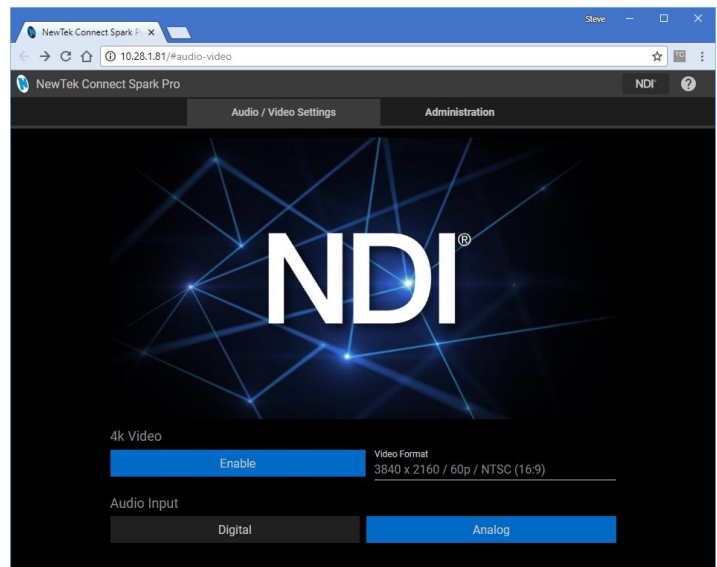 Steve
NewTek Connect Spark P
10.28.1.81/#audio-video
NewTek Connect Spark Pro
NDI®
?
Audio / Video Settings
Administration
NDI®
4k Video
Enable
Video Format
3840 x 2160 / 60p / NTSC (16:9)
Audio Input
Digital
Analog